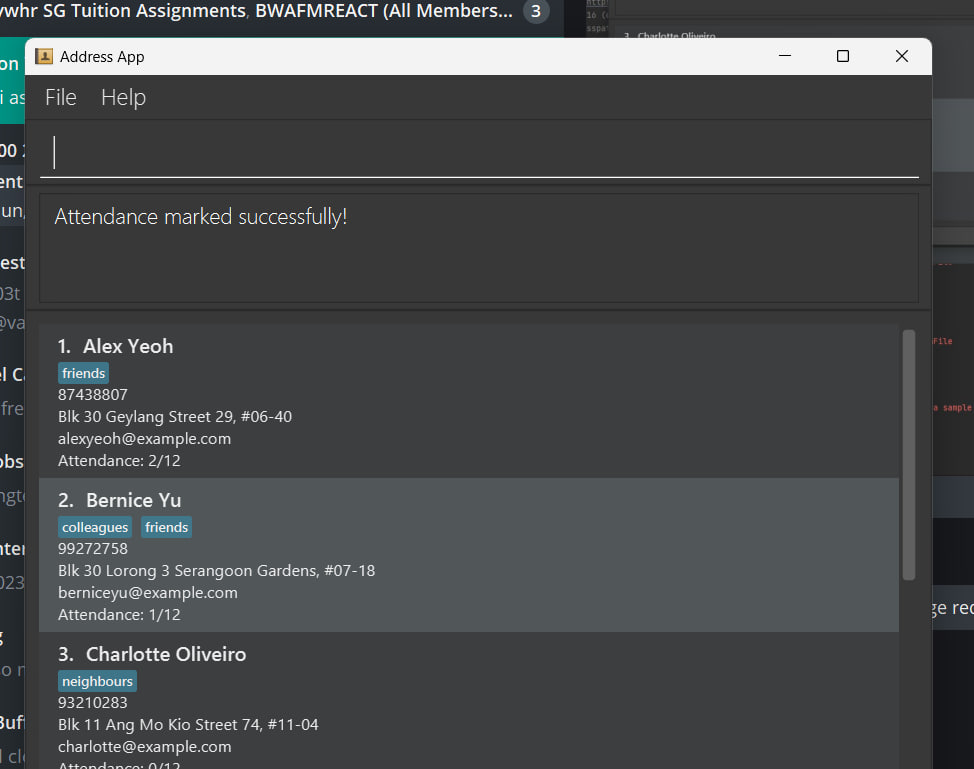 SG Tuition Assignments, BWAFMREACT (All Members... 3
3. Charlotte Oliveiro
on
i as
Address App
File Help
Attendance marked successfully!
1. Alex Yeoh
friends
87438807
Blk 30 Geylang Street 29, #06-40
alexyeoh@example.com
Attendance: 2/12
2. Bernice Yu
colleagues friends
99272758
Blk 30 Lorong 3 Serangoon Gardens, #07-18
berniceyu@example.com
Attendance: 1/12
3. Charlotte Oliveiro
neighbours
93210283
Blk 11 Ang Mo Kio Street 74, #11-04
charlotte@example.com
Attendance: 0/12
File
a sample
ge rec